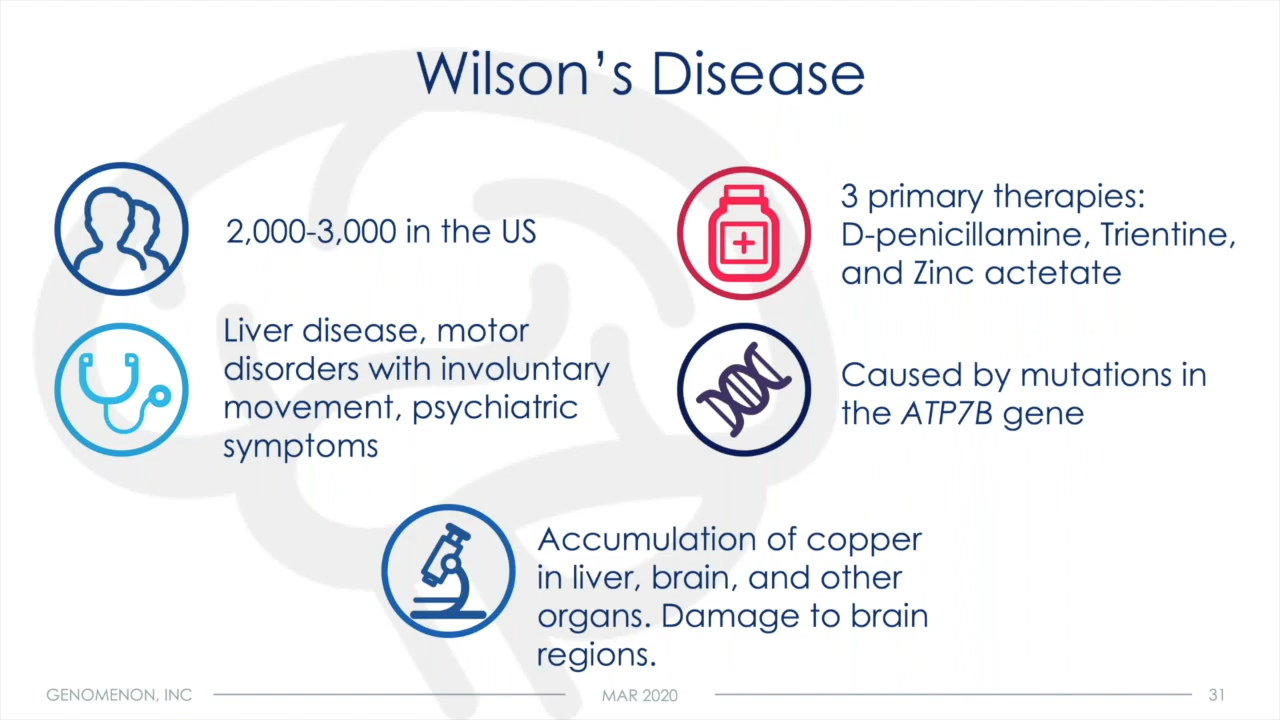 Wilson’s Disease
2,000-3,000 in the US
Liver disease, motor
disorders with involuntary
movement, psychiatric
symptoms
3 primary therapies:
D-penicillamine, Trientine,
and Zinc actetate
Caused by mutations in
the ATP7B gene
Accumulation of copper
in liver, brain, and other
organs. Damage to brain
regions.
GENOMENON, INC
MAR 2020
31